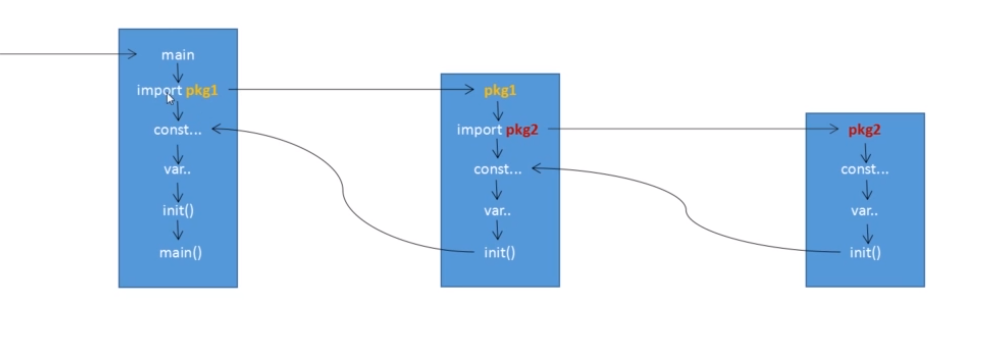 main
import pkg1
const...
var..
init()
main()
pkg1
import pkg2
const...
var..
init()
pkg2
const...
var..
init()